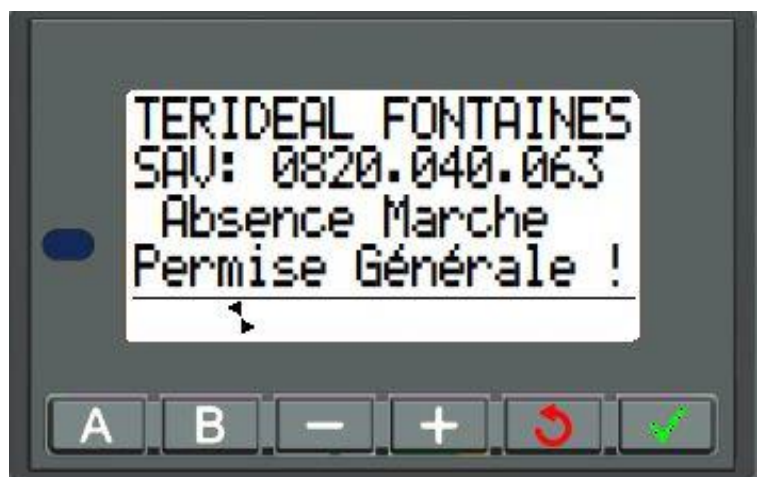 TERIDEAL FONTAINES
SAV: 0820.040.063
Absence Marche
Permise Générale !
A B − +